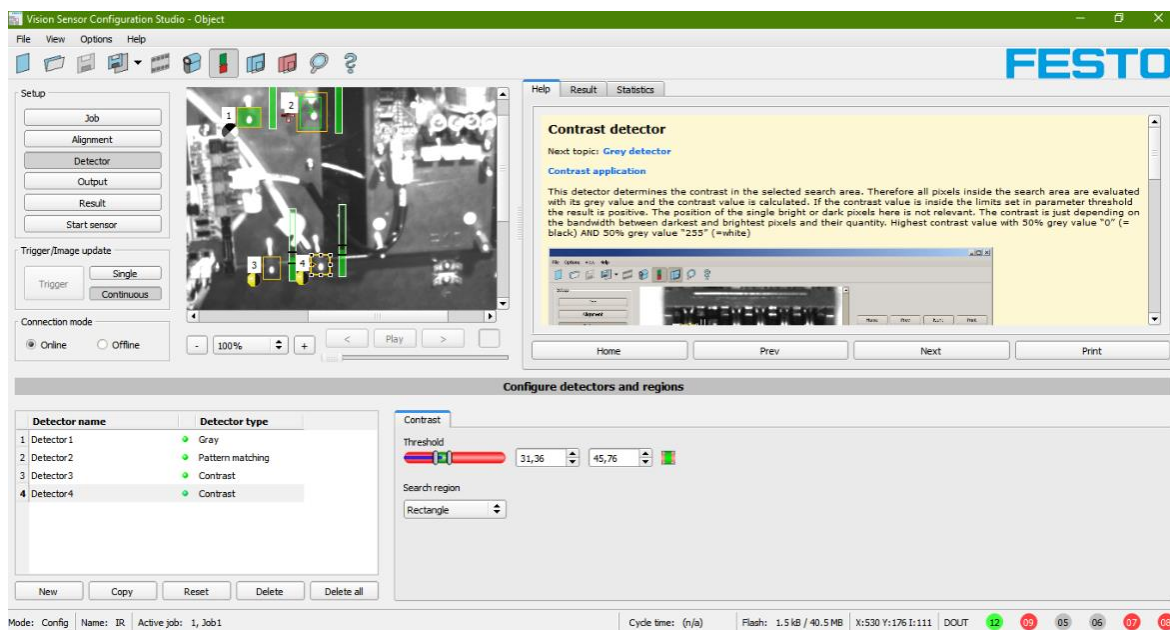 Vision Sensor Configuration Studio - Object
File View Options Help
FESTO
Setup
Job
Alignment
Detector
Output
Result
Start sensor
Trigger/Image update
Trigger
Single
Continuous
Connection mode
Online Offline
1
2
3
4
- 100% +
< Play >
Help Result Statistics
Contrast detector
Next topic: Grey detector
Contrast application
This detector determines the contrast in the selected search area. Therefore all pixels inside the search area are evaluated
with its grey value and the contrast value is calculated. If the contrast value is inside the limits set in parameter threshold
the result is positive. The position of the single bright or dark pixels here is not relevant. The contrast is just depending on
the bandwidth between darkest and brightest pixels and their quantity. Highest contrast value with 50% grey value "0" (=
black) AND 50% grey value "255" (=white)
Home Prev Next Print
Configure detectors and regions
Detector name Detector type
1 Detector1 Gray
2 Detector2 Pattern matching
3 Detector3 Contrast
4 Detector4 Contrast
New Copy Reset Delete Delete all
Contrast
Threshold
31,36 45,76
Search region
Rectangle
Mode: Config Name: IR Active job: 1, Job1 Cycle time: (n/a) Flash: 1.5 kB / 40.5 MB X:530 Y:176 I:111 DOUT 12 09 05 06 07 08